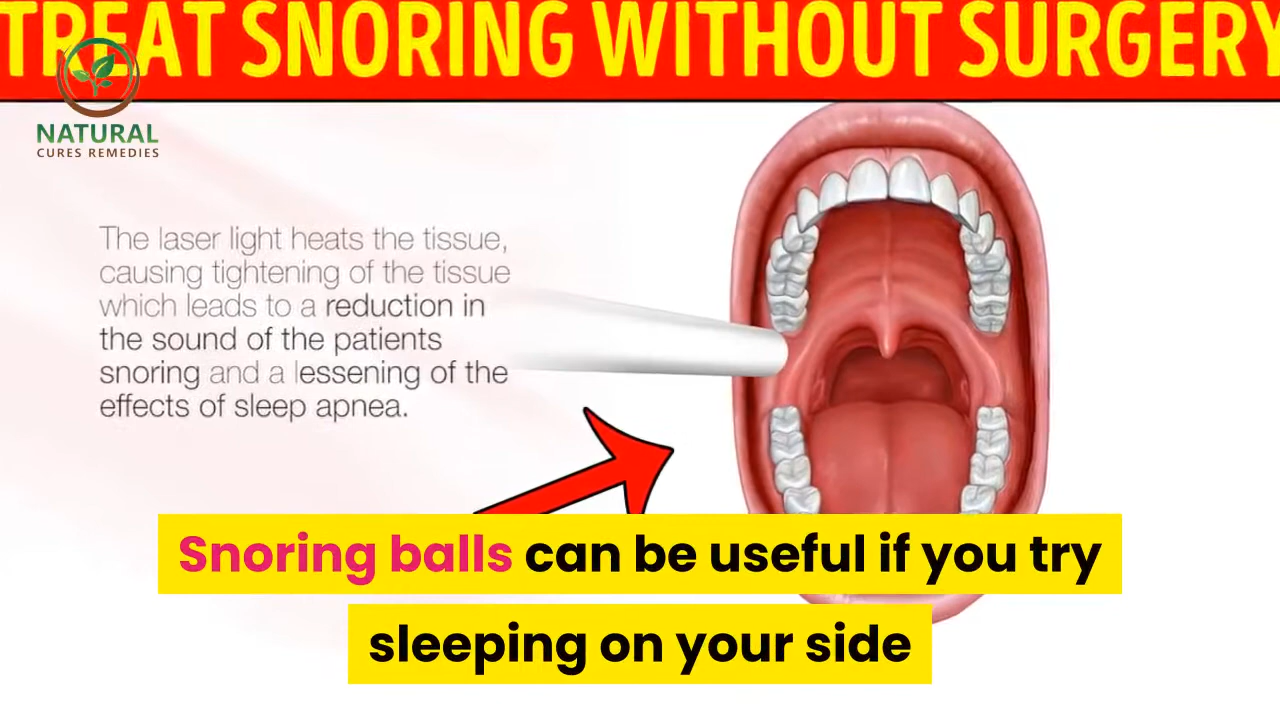 TREAT SNORING WITHOUT SURGERY
NATURAL
CURES REMEDIES
The laser light heats the tissue,
causing tightening of the tissue
which leads to a reduction in
the sound of the patients
snoring and a lessening of the
effects of sleep apnea.
Snoring balls can be useful if you try
sleeping on your side